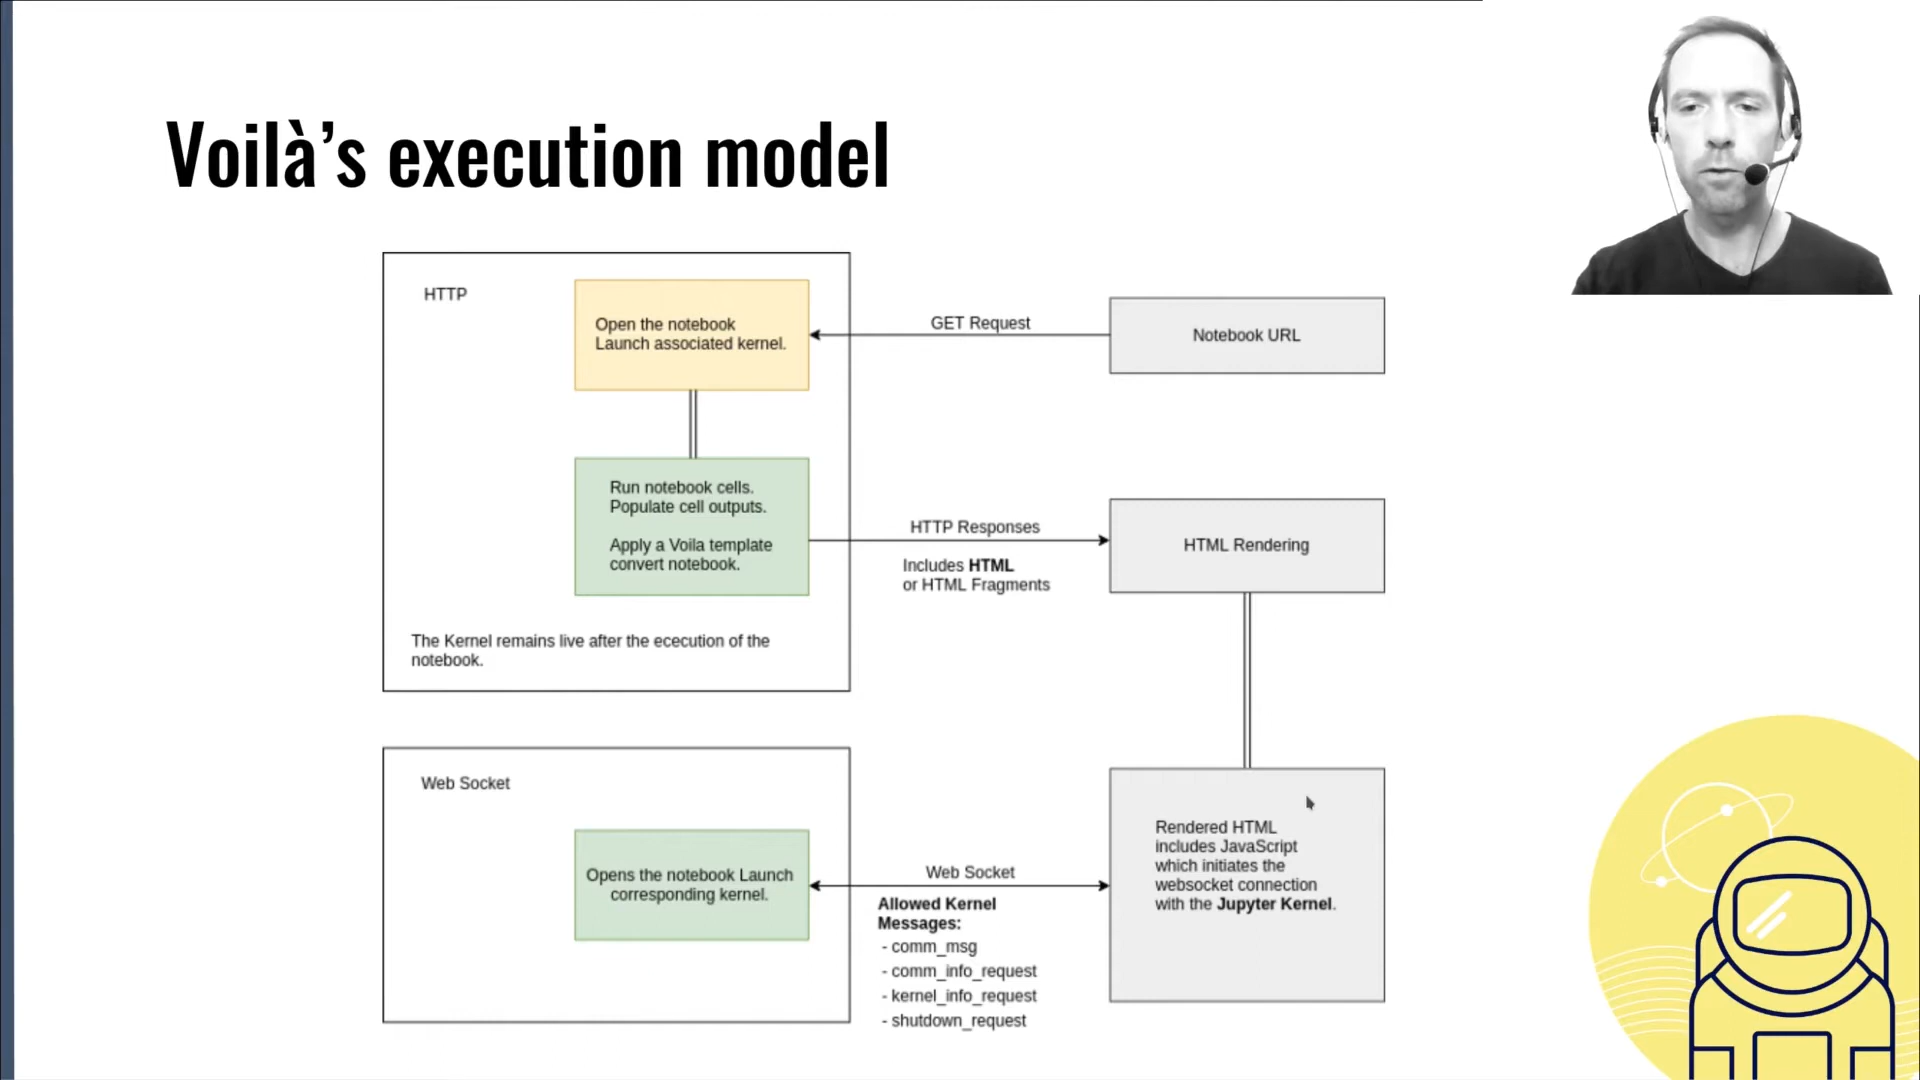 Voilà’s execution model
HTTP
Open the notebook
Launch associated kernel.
GET Request
Notebook URL
Run notebook cells.
Populate cell outputs.
Apply a Voila template
convert notebook.
HTTP Responses
Includes HTML
or HTML Fragments
HTML Rendering
The Kernel remains live after the ececution of the
notebook.
Web Socket
Opens the notebook Launch
corresponding kernel.
Web Socket
Allowed Kernel
Messages:
- comm_msg
- comm_info_request
- kernel_info_request
- shutdown_request
Rendered HTML
includes JavaScript
which initiates the
websocket connection
with the Jupyter Kernel.